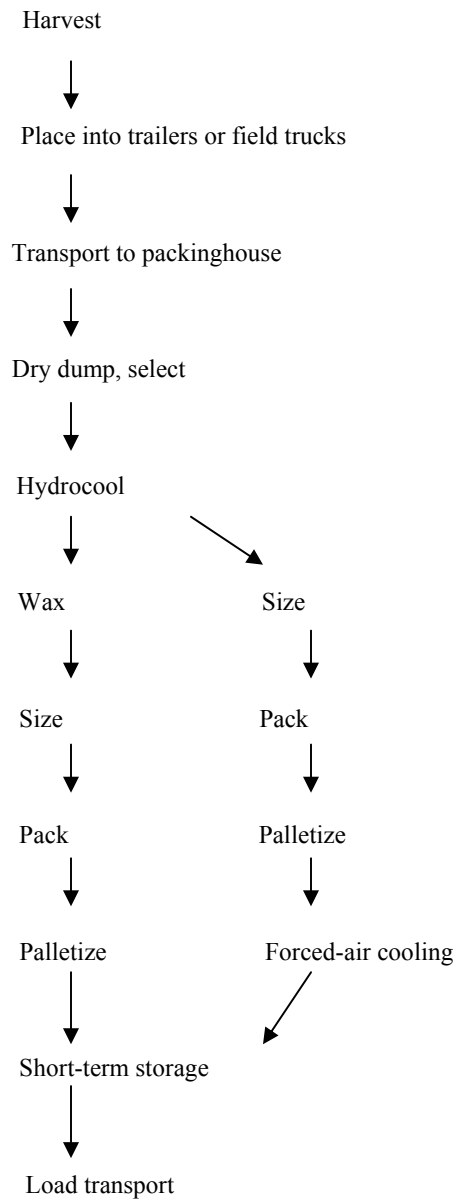 Harvest
Place into trailers or field trucks
Transport to packinghouse
Dry dump, select
Hydrocool
Wax
Size
Size
Pack
Pack
Palletize
Palletize
Forced-air cooling
Short-term storage
Load transport